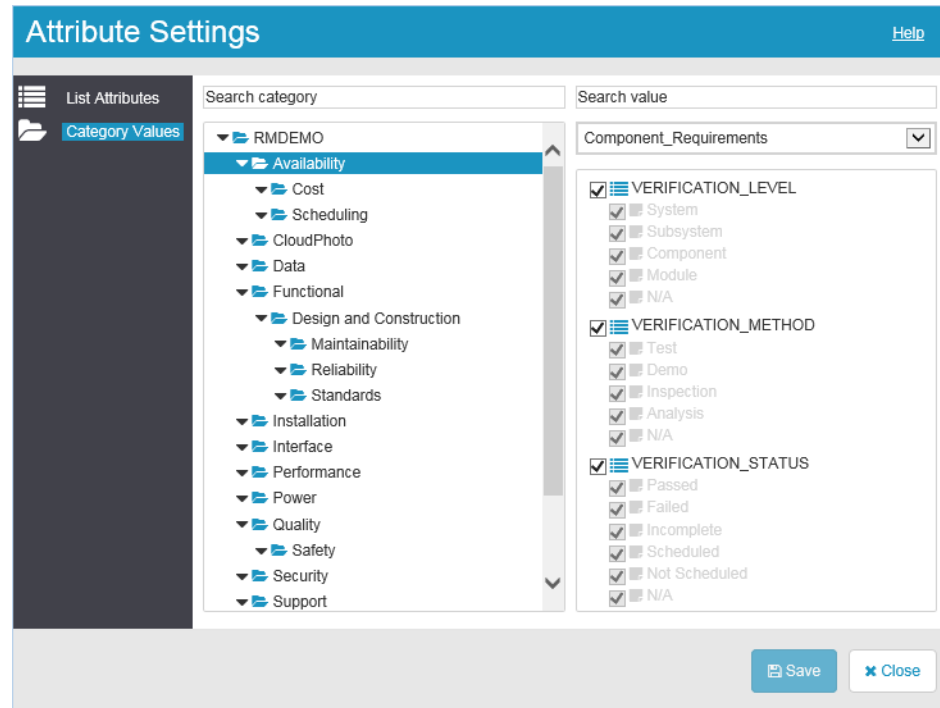 Attribute Settings
Help
List Attributes
Category Values
Search category
RMDEMO
Availability
Cost
Scheduling
CloudPhoto
Data
Functional
Design and Construction
Maintainability
Reliability
Standards
Installation
Interface
Performance
Power
Quality
Safety
Security
Support
Search value
Component_Requirements
VERIFICATION_LEVEL
System
Subsystem
Component
Module
N/A
VERIFICATION_METHOD
Test
Demo
Inspection
Analysis
N/A
VERIFICATION_STATUS
Passed
Failed
Incomplete
Scheduled
Not Scheduled
N/A
Save
Close